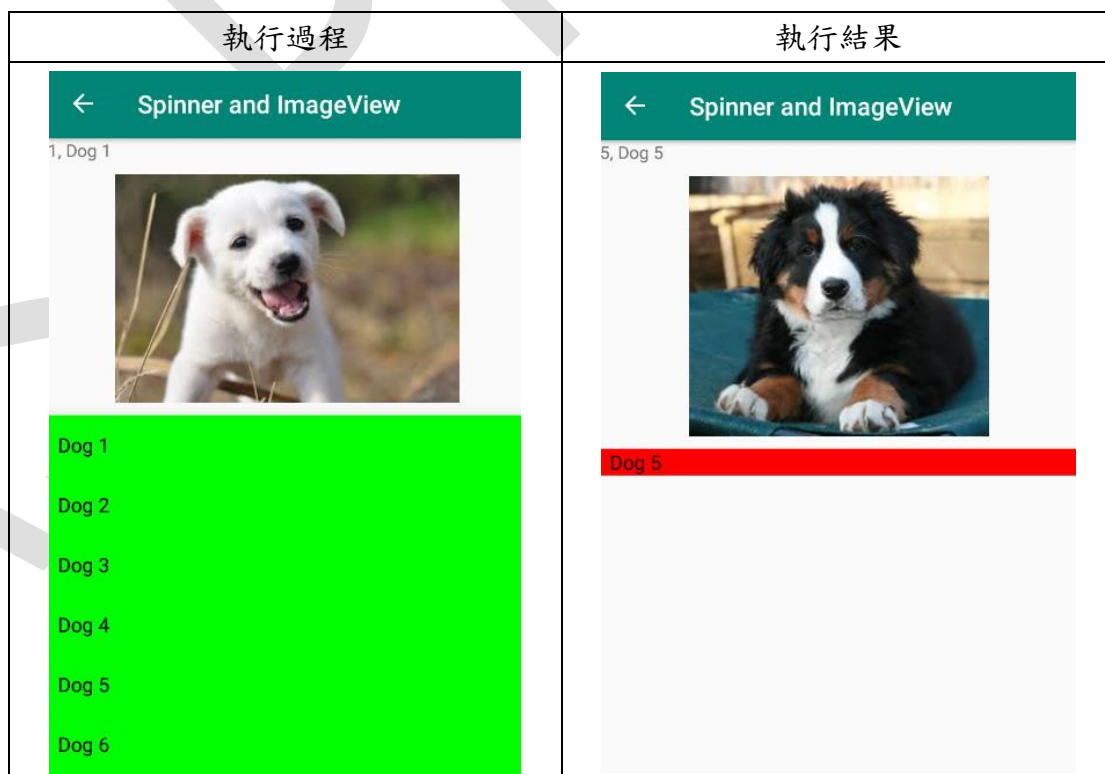 執行過程
執行結果
← Spinner and ImageView
1, Dog 1
Dog 1
Dog 2
Dog 3
Dog 4
Dog 5
Dog 6
← Spinner and ImageView
5, Dog 5
Dog 5